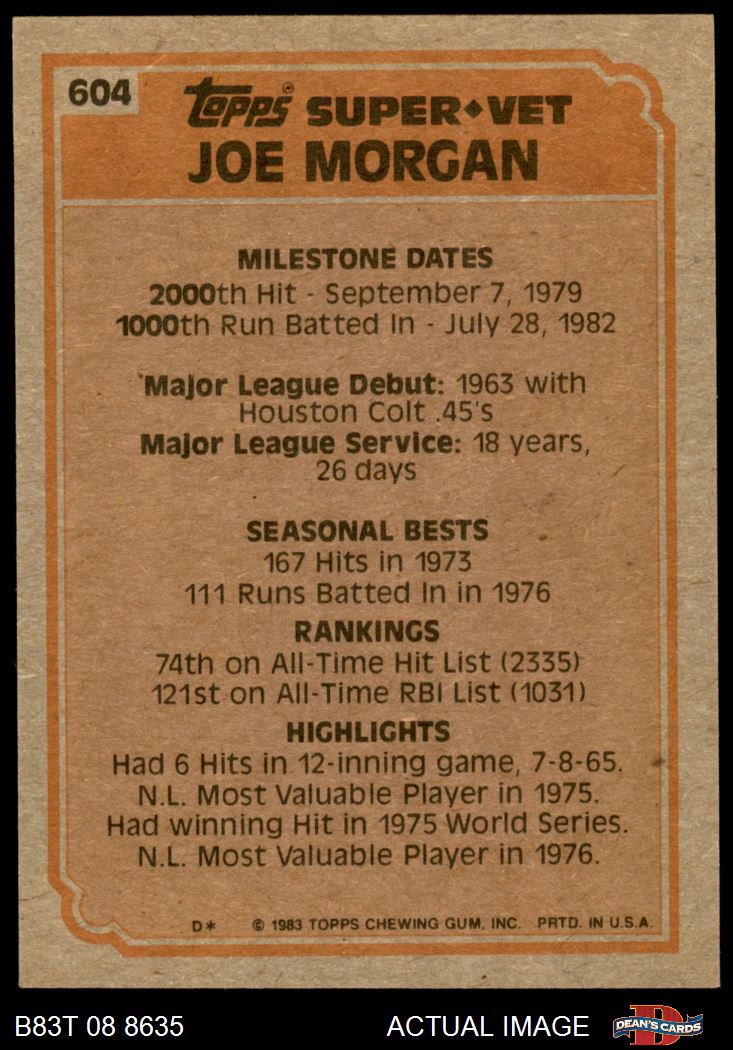 604
Topps® SUPER◆VET
JOE MORGAN
MILESTONE DATES
2000th Hit - September 7, 1979
1000th Run Batted In - July 28, 1982
Major League Debut: 1963 with
Houston Colt .45's
Major League Service: 18 years,
26 days
SEASONAL BESTS
167 Hits in 1973
111 Runs Batted In in 1976
RANKINGS
74th on All-Time Hit List (2335)
121st on All-Time RBI List (1031)
HIGHLIGHTS
Had 6 Hits in 12-inning game, 7-8-65.
N.L. Most Valuable Player in 1975.
Had winning Hit in 1975 World Series.
N.L. Most Valuable Player in 1976.
D* © 1983 TOPPS CHEWING GUM, INC. PRTD. IN U.S.A.
B83T 08 8635 ACTUAL IMAGE D DEAN'S CARDS